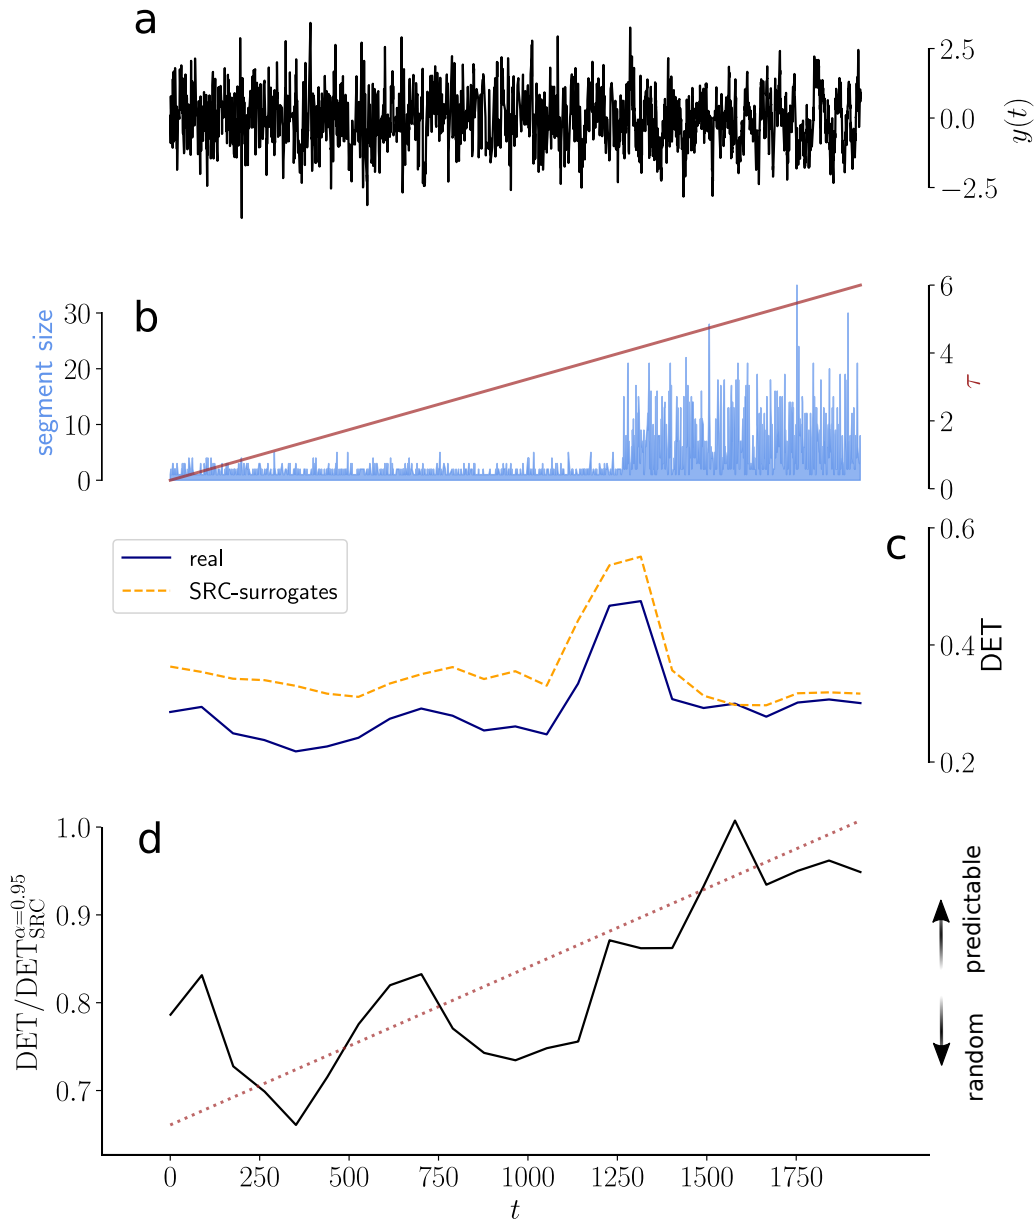 a
2.5
0.0
−2.5
y(t)
b
segment size
30
20
10
0
6
4
2
0
τ
real
SRC-surrogates
c
0.6
0.4
0.2
DET
d
1.0
0.9
0.8
0.7
DET/DET_SRC^α=0.95
predictable
random
0 250 500 750 1000 1250 1500 1750
t